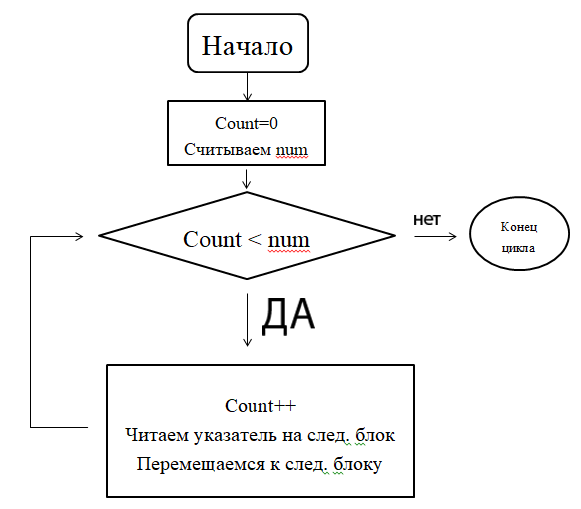 Начало
Count=0
Считываем num
Count < num
нет
Конец
цикла
ДА
Count++
Читаем указатель на след. блок
Перемещаемся к след. блоку